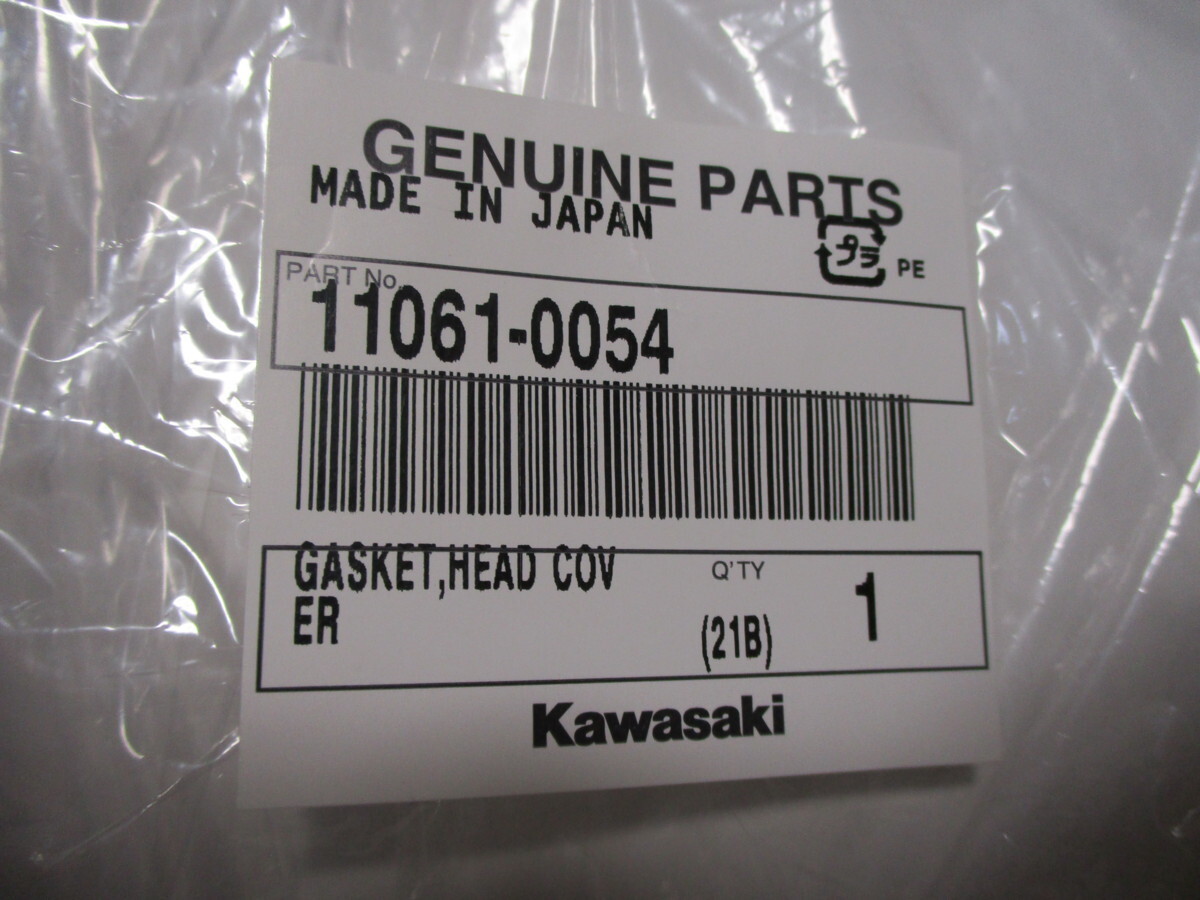 GENUINE PARTS
MADE IN JAPAN
プラ PE
PART No.
11061-0054
GASKET,HEAD COV
ER
Q'TY
(21B)
1
Kawasaki